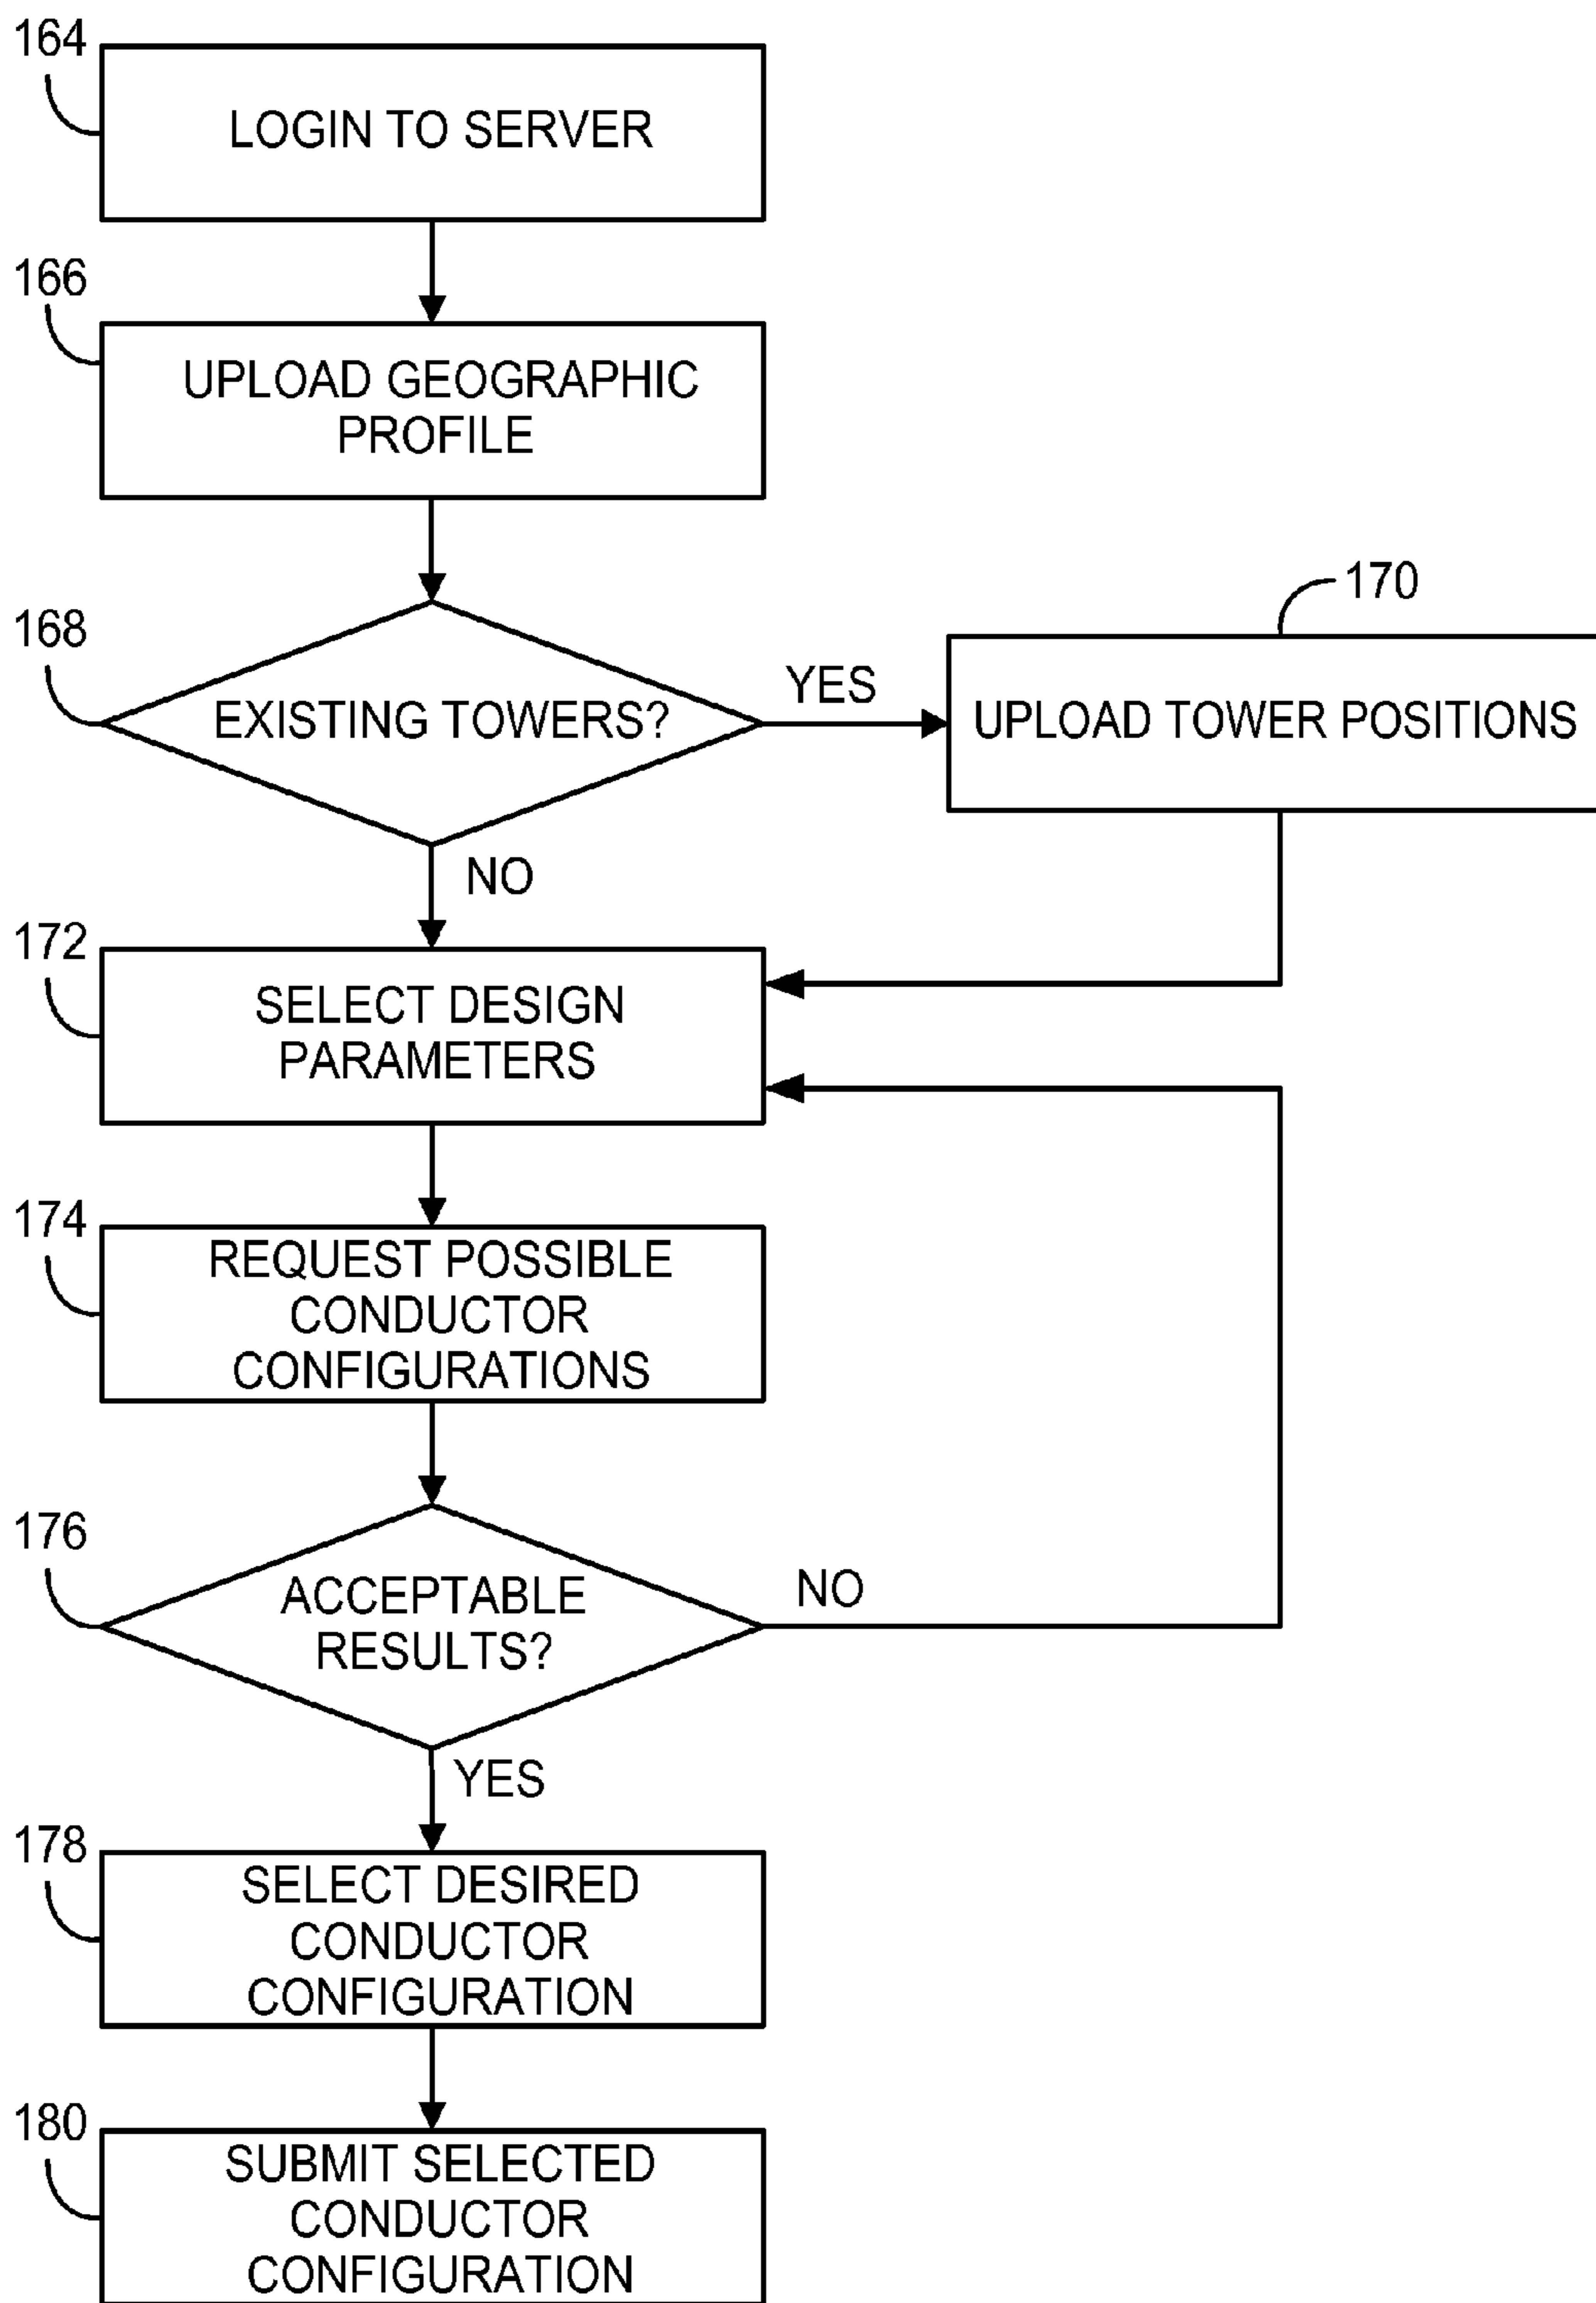 164
LOGIN TO SERVER
166
UPLOAD GEOGRAPHIC
PROFILE
168
EXISTING TOWERS?
YES
170
UPLOAD TOWER POSITIONS
NO
172
SELECT DESIGN
PARAMETERS
174
REQUEST POSSIBLE
CONDUCTOR
CONFIGURATIONS
176
ACCEPTABLE
RESULTS?
NO
YES
178
SELECT DESIRED
CONDUCTOR
CONFIGURATION
180
SUBMIT SELECTED
CONDUCTOR
CONFIGURATION